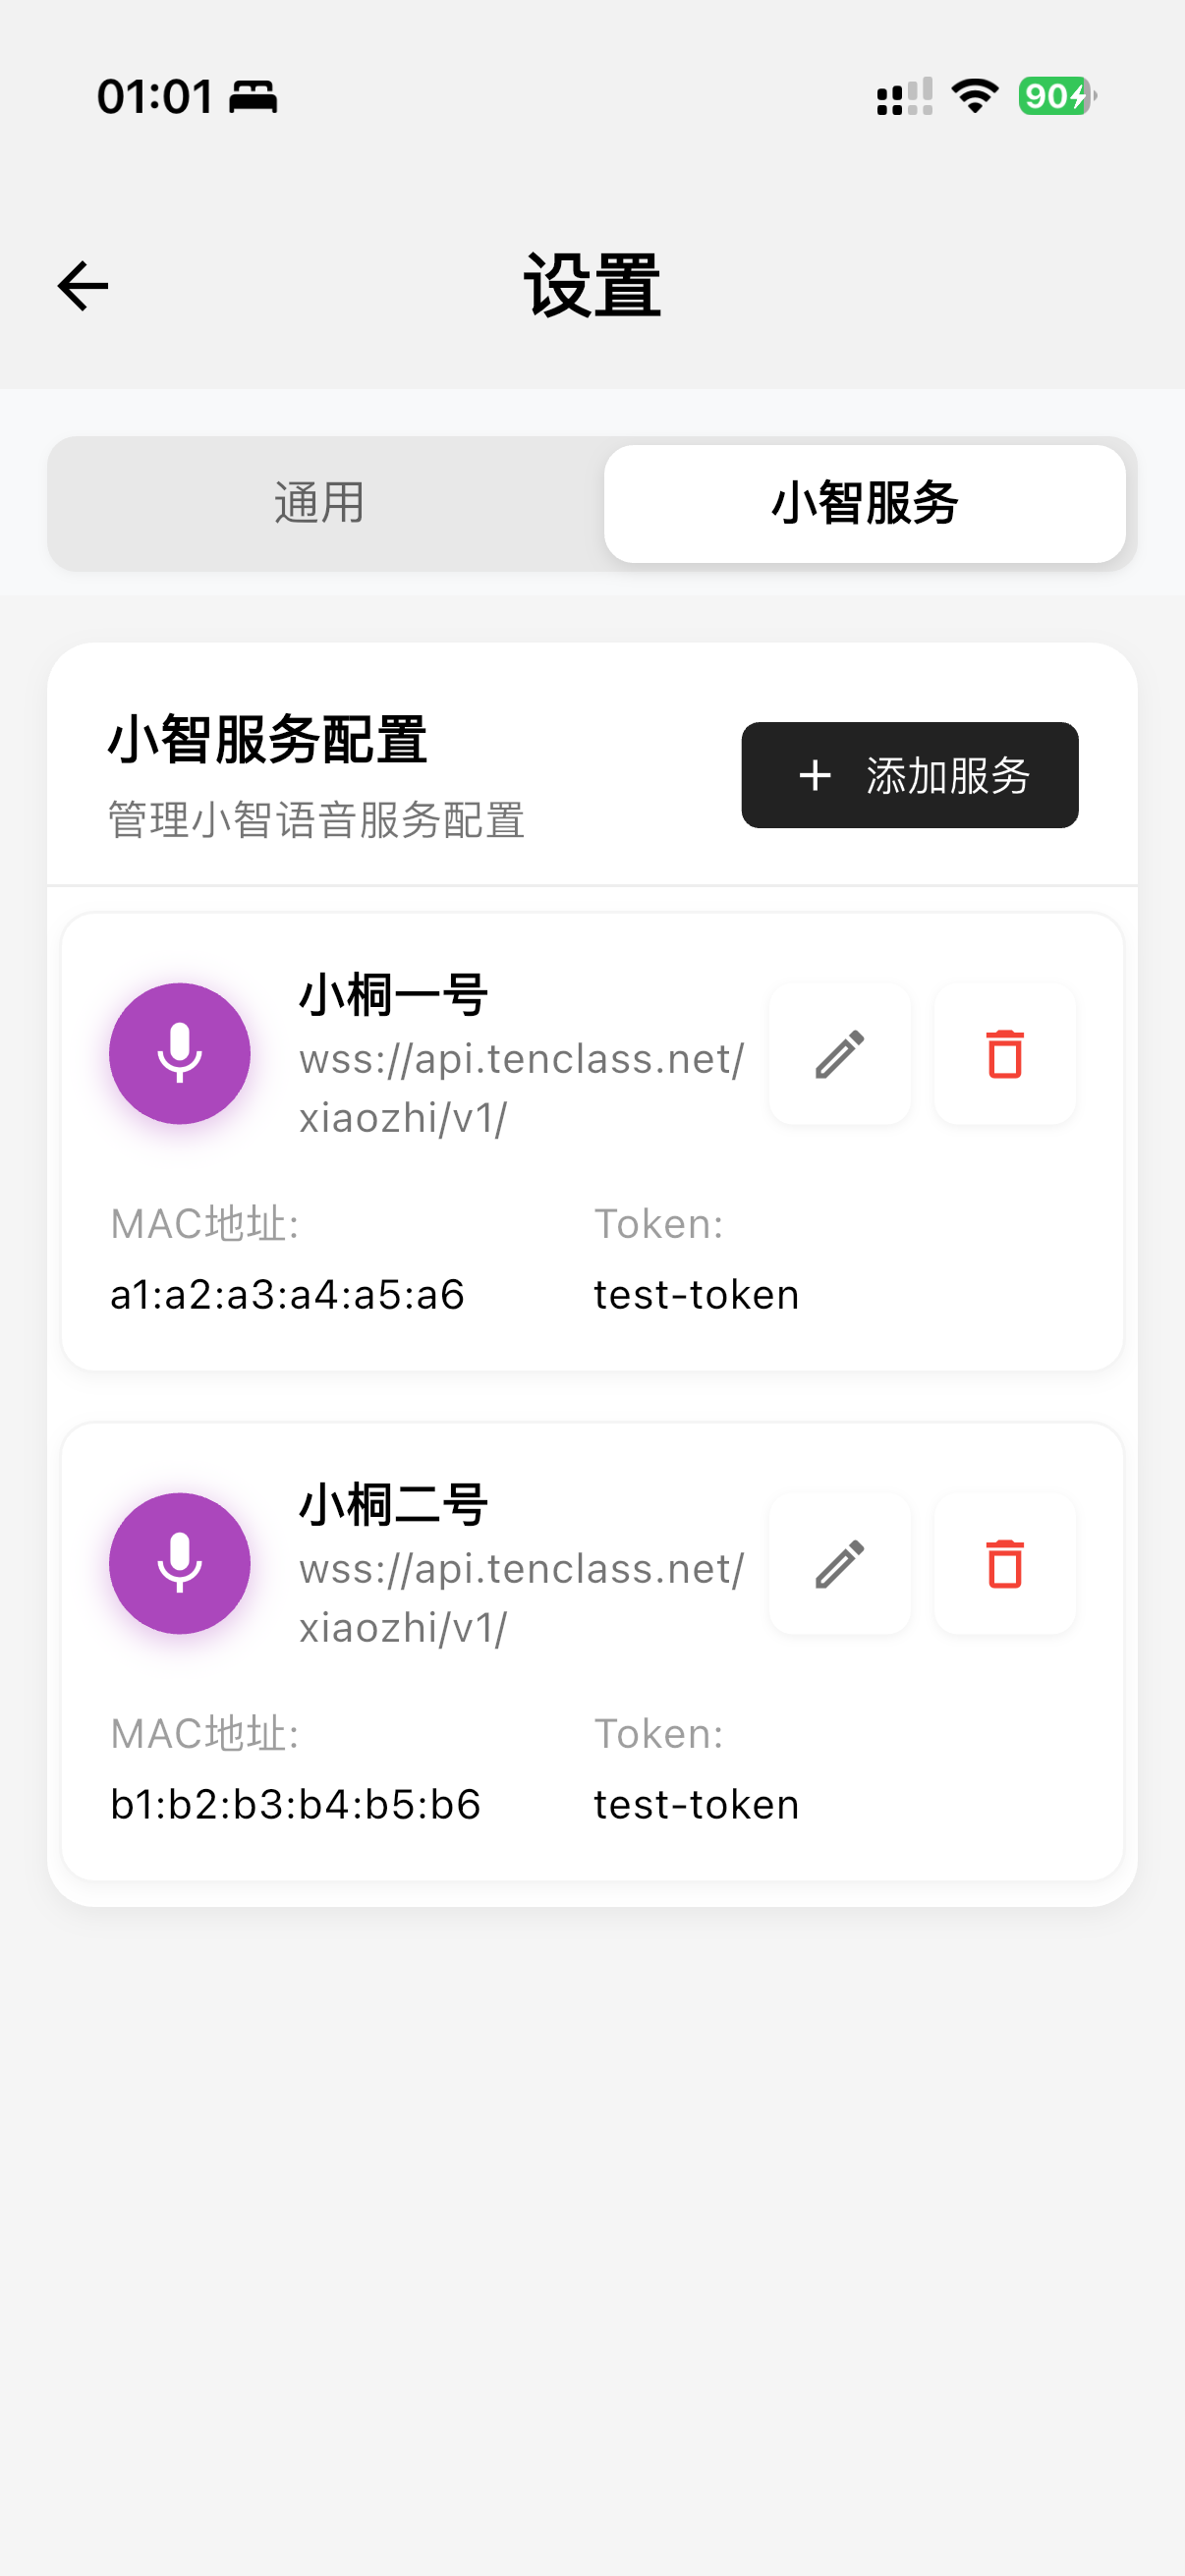 01:01
90
设置
通用
小智服务
小智服务配置
管理小智语音服务配置
+ 添加服务
小桐一号
wss://api.tenclass.net/
xiaozhi/v1/
MAC地址:
Token:
a1:a2:a3:a4:a5:a6
test-token
小桐二号
wss://api.tenclass.net/
xiaozhi/v1/
MAC地址:
Token:
b1:b2:b3:b4:b5:b6
test-token